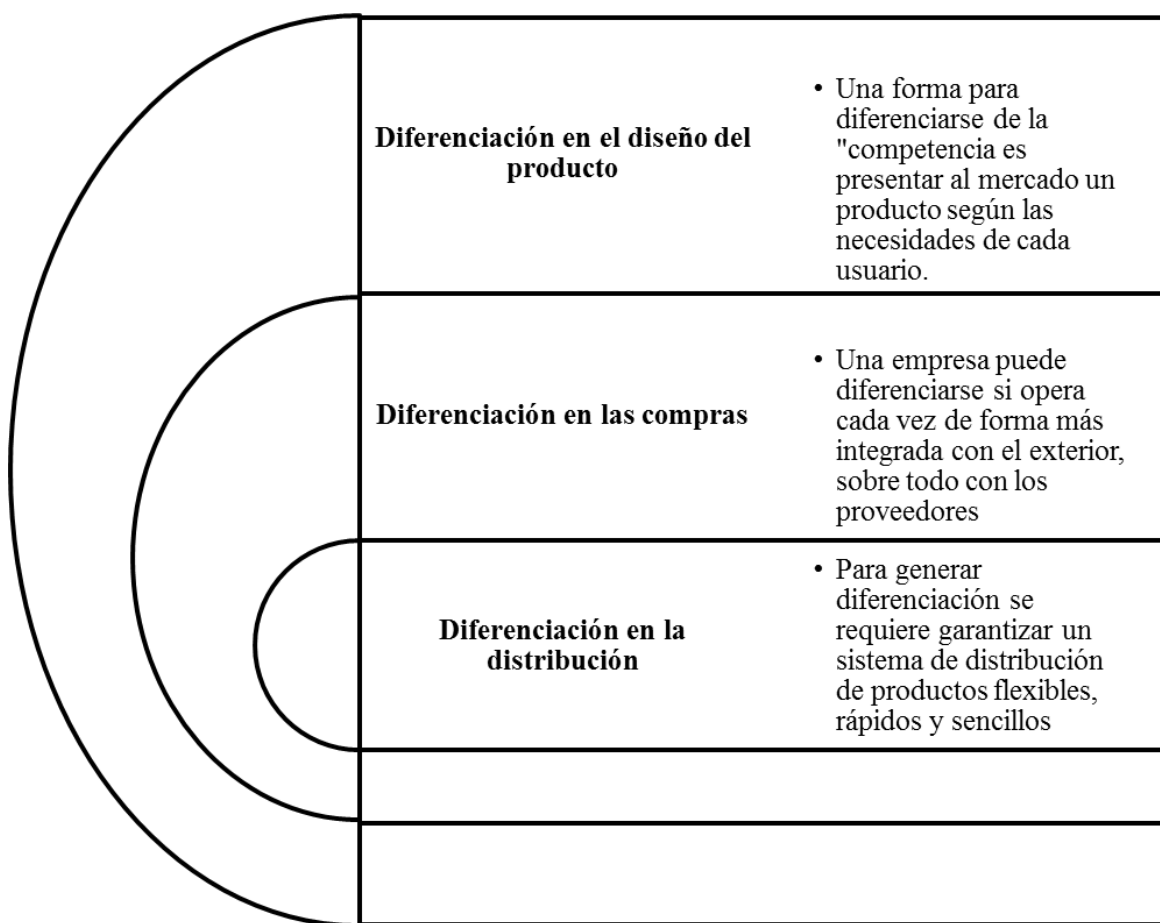 Diferenciación en el diseño del
producto
• Una forma para
diferenciarse de la
"competencia es
presentar al mercado un
producto según las
necesidades de cada
usuario.
Diferenciación en las compras
• Una empresa puede
diferenciarse si opera
cada vez de forma más
integrada con el exterior,
sobre todo con los
proveedores
Diferenciación en la
distribución
• Para generar
diferenciación se
requiere garantizar un
sistema de distribución
de productos flexibles,
rápidos y sencillos